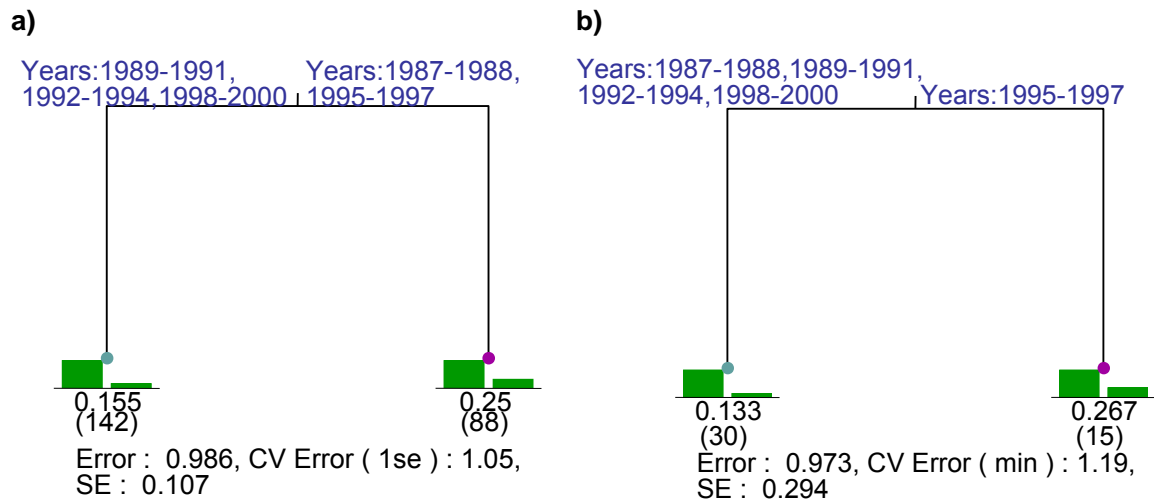 a)
Years:1989-1991,
1992-1994,1998-2000
Years:1987-1988,
1995-1997
0.155
(142)
0.25
(88)
Error : 0.986, CV Error ( 1se ) : 1.05,
SE : 0.107
b)
Years:1987-1988,1989-1991,
1992-1994,1998-2000
Years:1995-1997
0.133
(30)
0.267
(15)
Error : 0.973, CV Error ( min ) : 1.19,
SE : 0.294